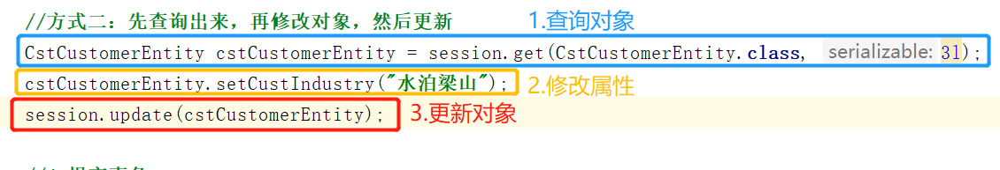 //方式二：先查询出来，再修改对象，然后更新 1.查询对象
CstCustomerEntity cstCustomerEntity = session.get(CstCustomerEntity.class, serializable: 3l);
cstCustomerEntity.setCustIndustry("水泊梁山"); 2.修改属性
session.update(cstCustomerEntity); 3.更新对象